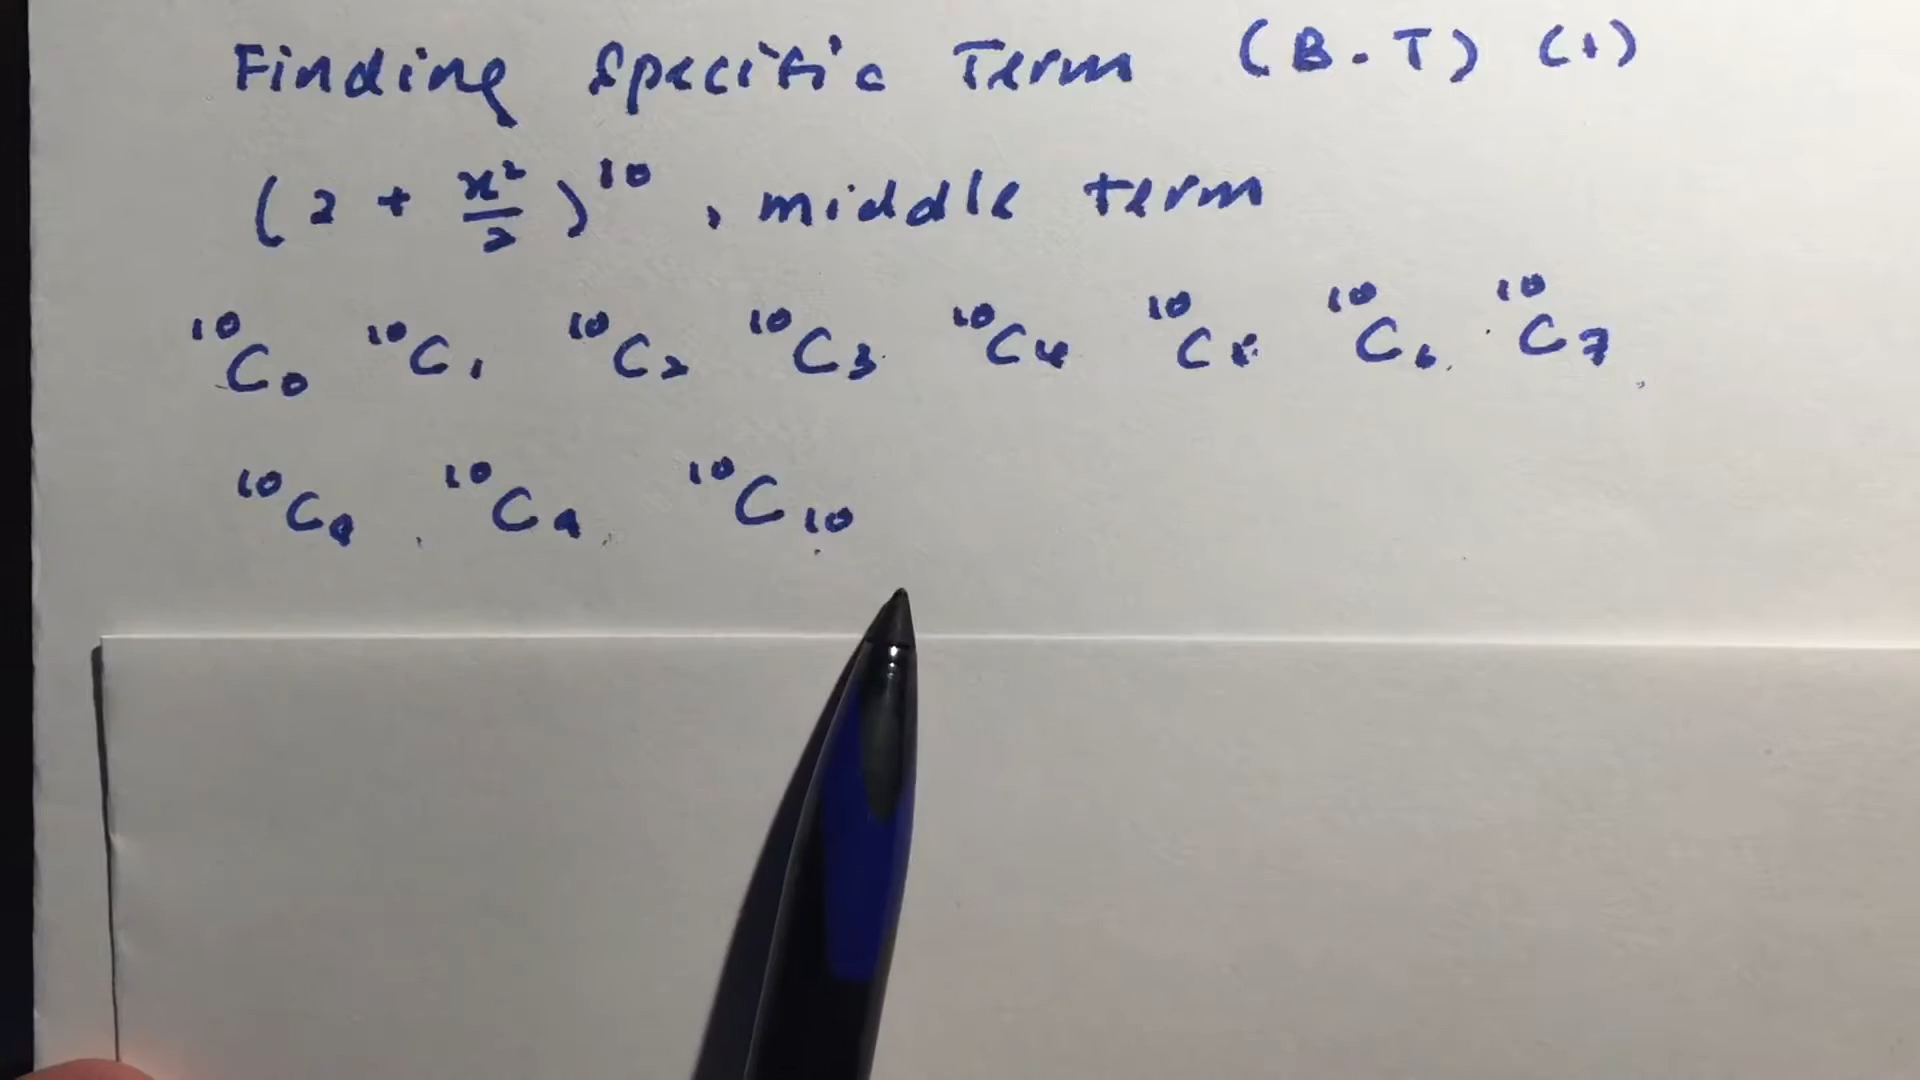 Finding Specific Term (B.T) (1)
(2 + x²/2)¹⁰, middle term
¹⁰C₀ ¹⁰C₁ ¹⁰C₂ ¹⁰C₃ ¹⁰C₄ ¹⁰C₅ ¹⁰C₆ ¹⁰C₇
¹⁰C₈ ¹⁰C₉ ¹⁰C₁₀